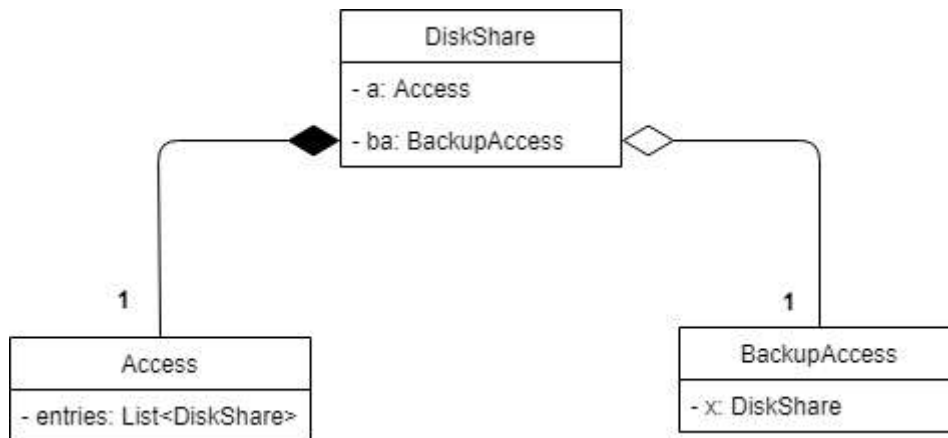 DiskShare
- a: Access
- ba: BackupAccess
1
1
Access
- entries: List<DiskShare>
BackupAccess
- x: DiskShare